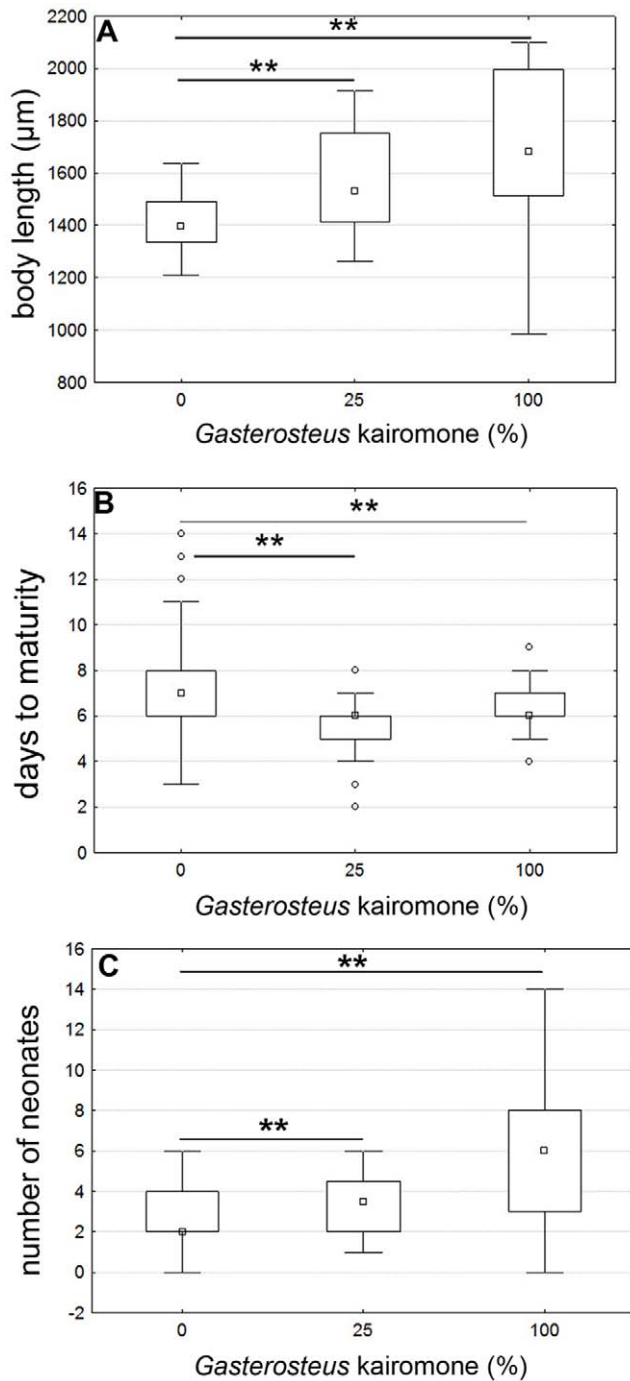 A
**
**
2200
2000
1800
1600
1400
1200
1000
800
body length (µm)
0 25 100
Gasterosteus kairomone (%)
B
**
**
16
14
12
10
8
6
4
2
0
days to maturity
0 25 100
Gasterosteus kairomone (%)
C
**
**
16
14
12
10
8
6
4
2
0
-2
number of neonates
0 25 100
Gasterosteus kairomone (%)